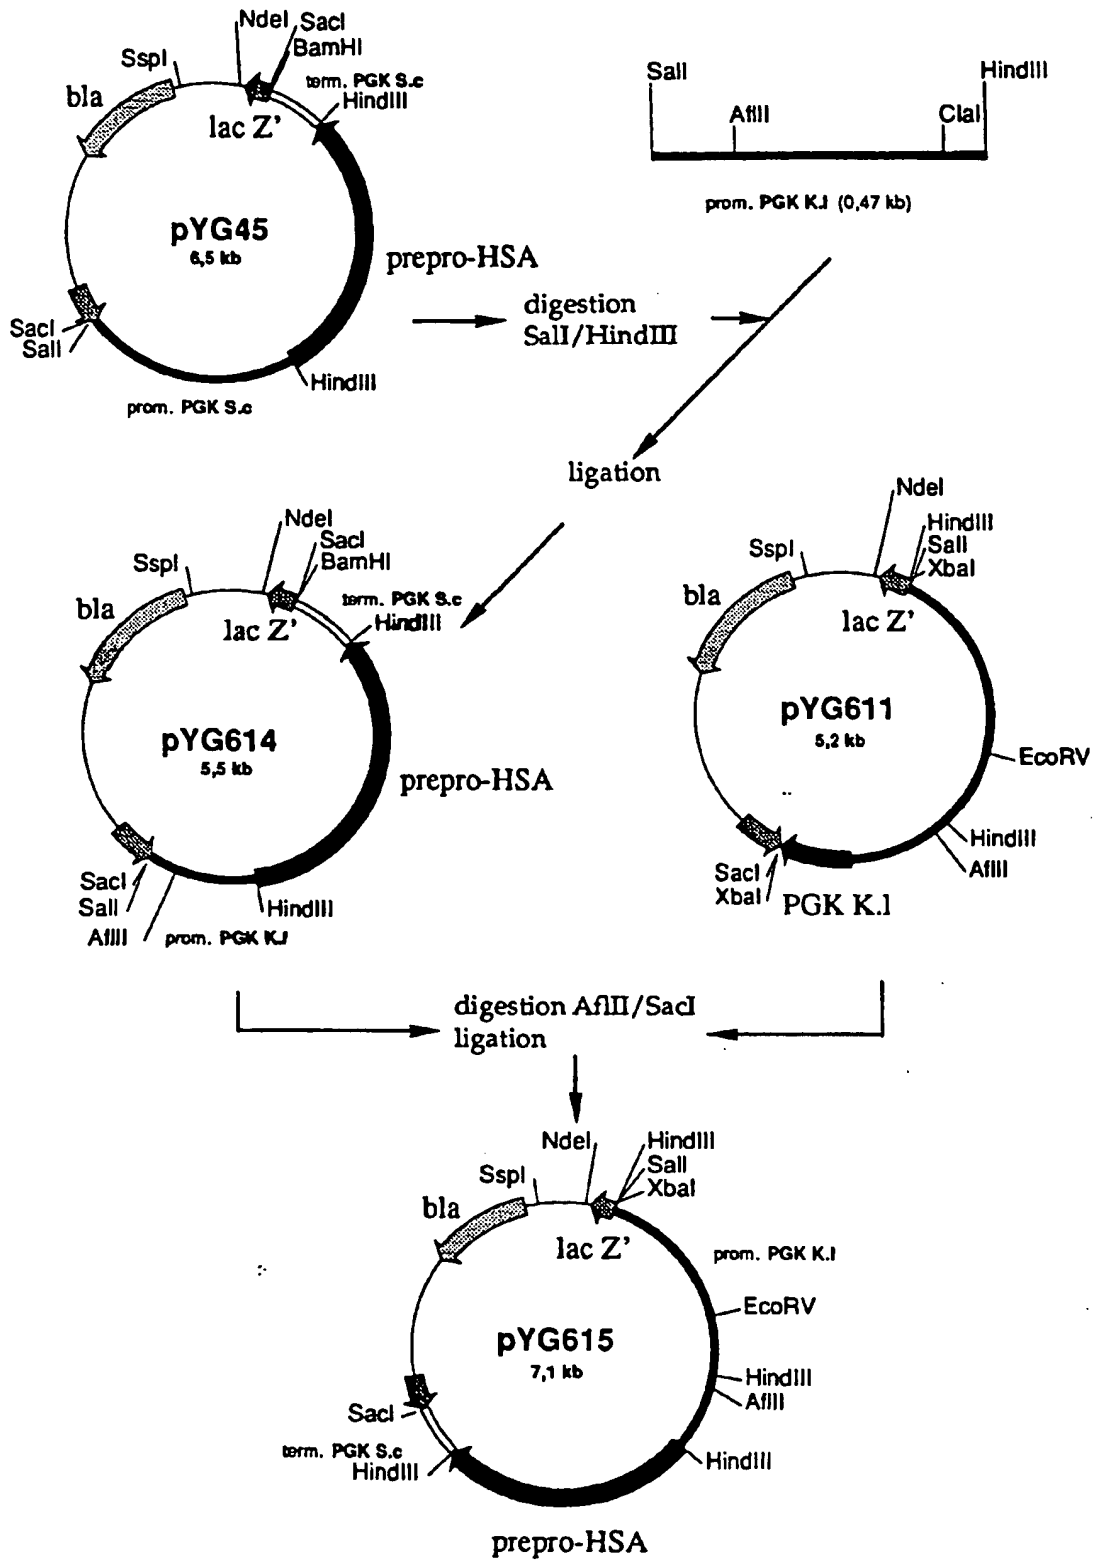 NdeI
SacI
BamHI
SspI
term. PGK S.c
HindIII
bla
lac Z'
pYG45
6,5 kb
prepro-HSA
SacI
SalI
HindIII
prom. PGK S.c
SalI
HindIII
AflII
ClaI
prom. PGK K.l (0,47 kb)
digestion
SalI/HindIII
ligation
NdeI
SacI
BamHI
SspI
term. PGK S.c
HindIII
bla
lac Z'
pYG614
5,5 kb
prepro-HSA
SacI
SalI
AflII
HindIII
prom. PGK K.l
NdeI
HindIII
SalI
XbaI
SspI
bla
lac Z'
pYG611
5,2 kb
EcoRV
HindIII
AflII
SacI
XbaI
PGK K.l
digestion AflII/SacI
ligation
NdeI
HindIII
SalI
XbaI
SspI
bla
lac Z'
prom. PGK K.l
EcoRV
pYG615
7,1 kb
HindIII
AflII
SacI
term. PGK S.c
HindIII
HindIII
prepro-HSA